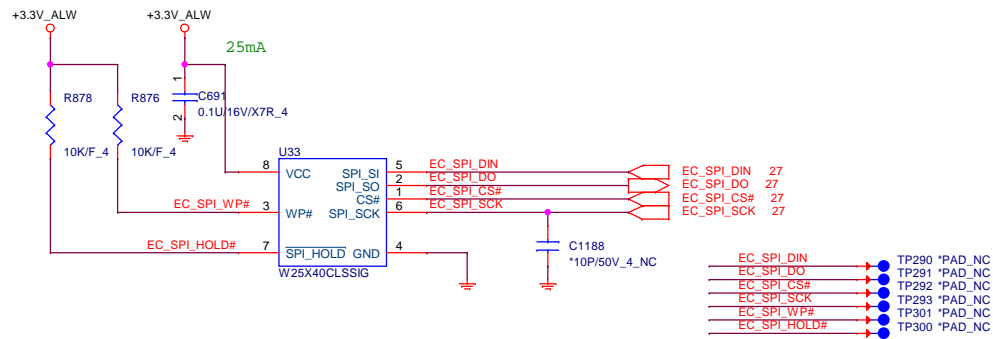 +3.3V_ALW +3.3V_ALW
25mA
R878 R876 1 C691
0.1U/16V/X7R_4
2
10K/F_4 10K/F_4
U33
8 VCC SPI_SI 5 EC_SPI_DIN EC_SPI_DIN 27
SPI_SO 2 EC_SPI_DO EC_SPI_DO 27
CS# 1 EC_SPI_CS# EC_SPI_CS# 27
EC_SPI_WP# 3 WP# SPI_SCK 6 EC_SPI_SCK EC_SPI_SCK 27
EC_SPI_HOLD# 7 SPI_HOLD GND 4
C1188
*10P/50V_4_NC
W25X40CLSSIG
EC_SPI_DIN TP290 *PAD_NC
EC_SPI_DO TP291 *PAD_NC
EC_SPI_CS# TP292 *PAD_NC
EC_SPI_SCK TP293 *PAD_NC
EC_SPI_WP# TP301 *PAD_NC
EC_SPI_HOLD# TP300 *PAD_NC